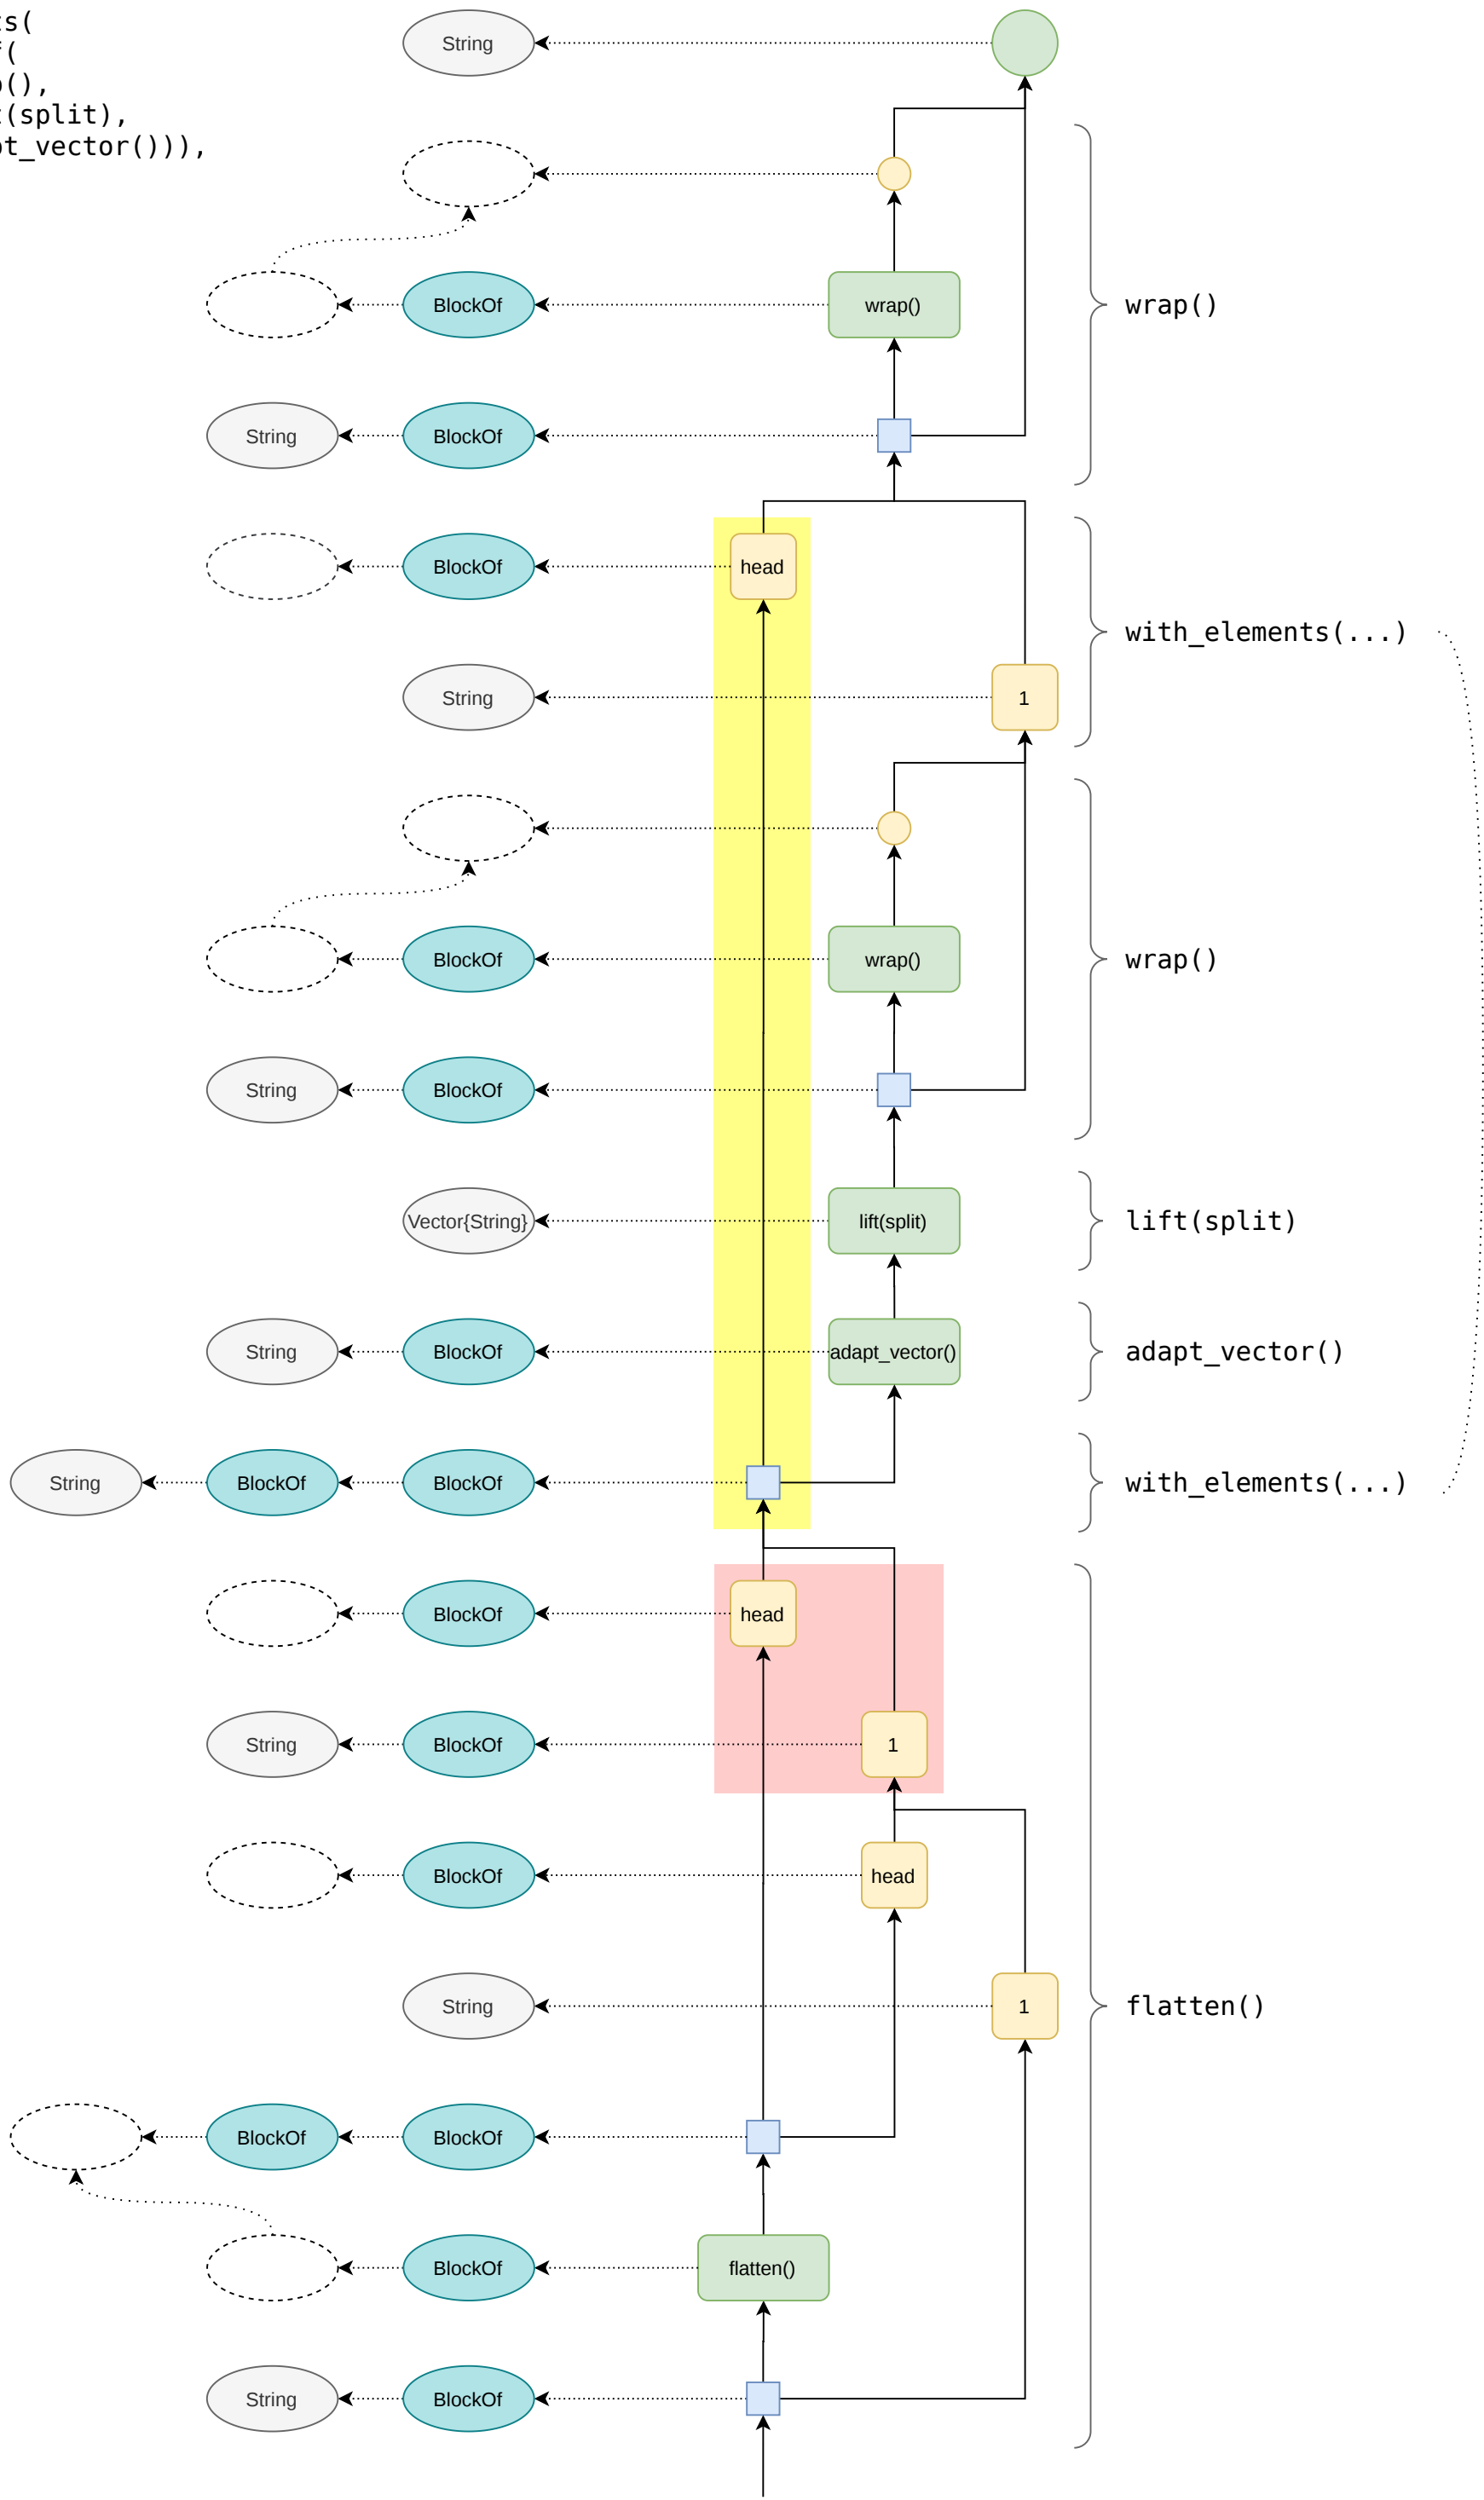 ts(
f(
p(),
t(split),
pt_vector())),
String
BlockOf
wrap()
wrap()
String
BlockOf
BlockOf
head
with_elements(...)
String
1
BlockOf
wrap()
wrap()
String
BlockOf
Vector{String}
lift(split)
lift(split)
String
BlockOf
adapt_vector()
adapt_vector()
String
BlockOf
BlockOf
with_elements(...)
BlockOf
head
String
BlockOf
1
BlockOf
head
String
1
flatten()
BlockOf
BlockOf
BlockOf
flatten()
String
BlockOf